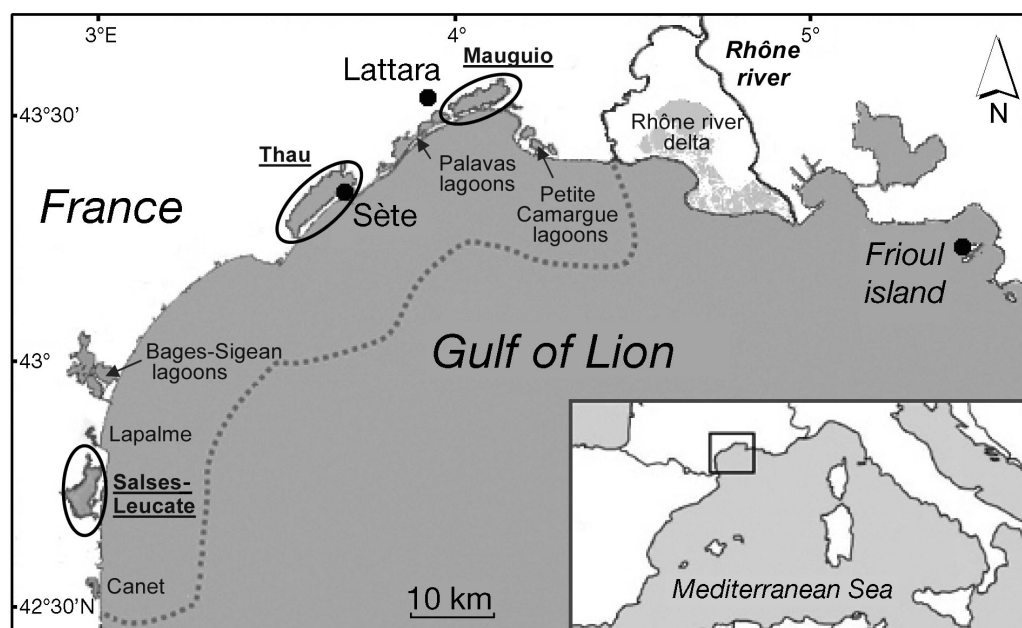 3°E
4°
5°
Mauguio
Rhône
river
Lattara
N
43°30'
Rhône river
delta
Thau
Palavas
lagoons
Petite
Camargue
lagoons
France
Sète
Frioul
island
Bages-Sigean
lagoons
43°
Gulf of Lion
Lapalme
Salses-
Leucate
Canet
10 km
Mediterranean Sea
42°30'N